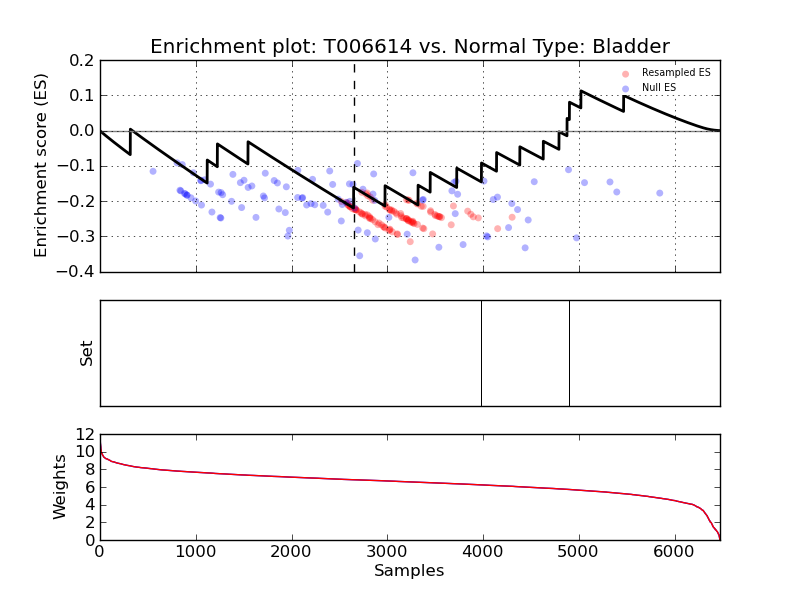 Enrichment plot: T006614 vs. Normal Type: Bladder
Enrichment score (ES)
0.2
0.1
0.0
−0.1
−0.2
−0.3
−0.4
Resampled ES
Null ES
Set
Weights
12
10
8
6
4
2
0
0 1000 2000 3000 4000 5000 6000
Samples